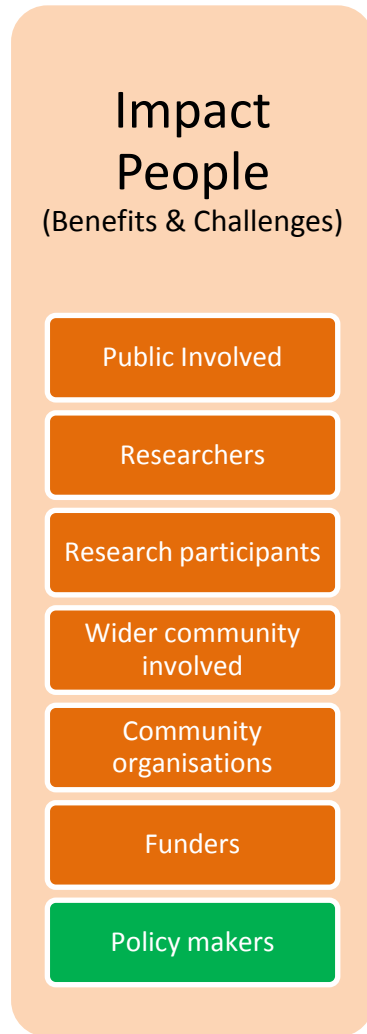 Impact
People
(Benefits & Challenges)
Public Involved
Researchers
Research participants
Wider community
involved
Community
organisations
Funders
Policy makers